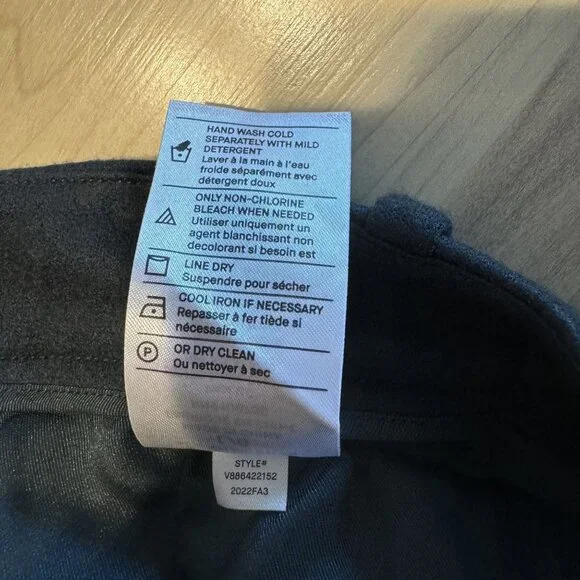 HAND WASH COLD
SEPARATELY WITH MILD
DETERGENT
Laver à la main à l'eau
froide séparément avec
détergent doux
ONLY NON-CHLORINE
BLEACH WHEN NEEDED
Utiliser uniquement un
agent blanchissant non
decolorant si besoin est
LINE DRY
Suspendre pour sécher
COOL IRON IF NECESSARY
Repasser à fer tiède si
nécessaire
P
OR DRY CLEAN
Ou nettoyer à sec
STYLE#
V886422152
2022FA3